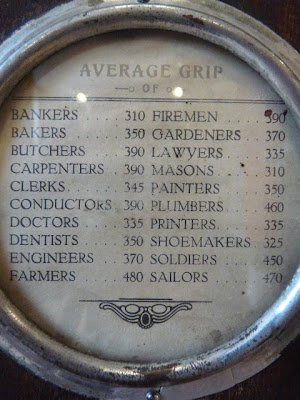 AVERAGE GRIP
OF
BANKERS . . . . 310 FIREMEN . . . 390
BAKERS . . . . 350 GARDENERS . 370
BUTCHERS . . 390 LAWYERS . . . 335
CARPENTERS . 390 MASONS . . . . 310
CLERKS . . . . 345 PAINTERS . . . 350
CONDUCTORS . 390 PLUMBERS . . 460
DOCTORS . . . 335 PRINTERS . . . 335
DENTISTS . . . 350 SHOEMAKERS . 325
ENGINEERS . . 370 SOLDIERS . . . 450
FARMERS . . . 480 SAILORS . . . . 470